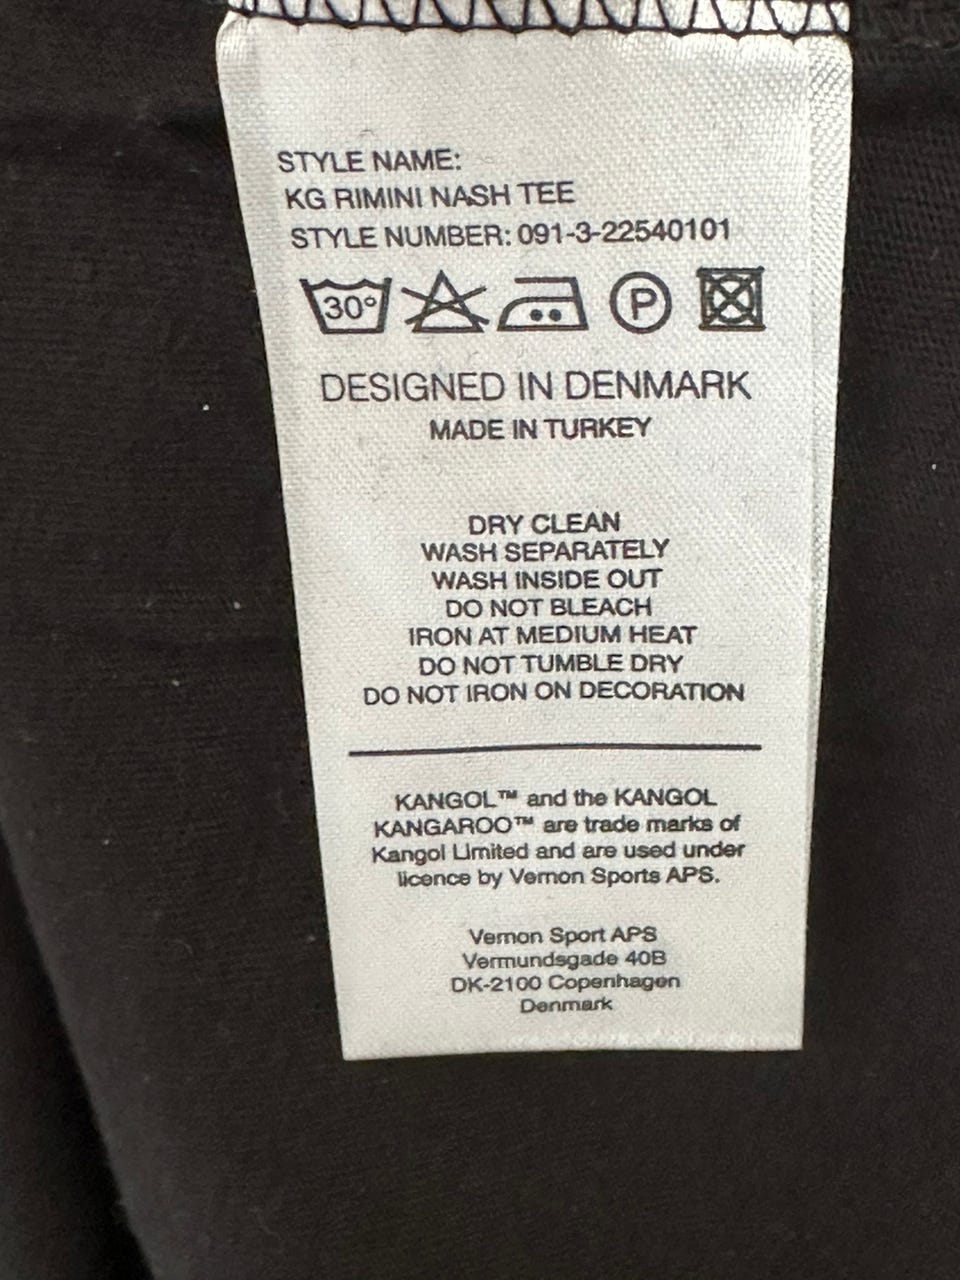 STYLE NAME:
KG RIMINI NASH TEE
STYLE NUMBER: 091-3-22540101
30° P
DESIGNED IN DENMARK
MADE IN TURKEY
DRY CLEAN
WASH SEPARATELY
WASH INSIDE OUT
DO NOT BLEACH
IRON AT MEDIUM HEAT
DO NOT TUMBLE DRY
DO NOT IRON ON DECORATION
KANGOL™ and the KANGOL
KANGAROO™ are trade marks of
Kangol Limited and are used under
licence by Vernon Sports APS.
Vernon Sport APS
Vermundsgade 40B
DK-2100 Copenhagen
Denmark